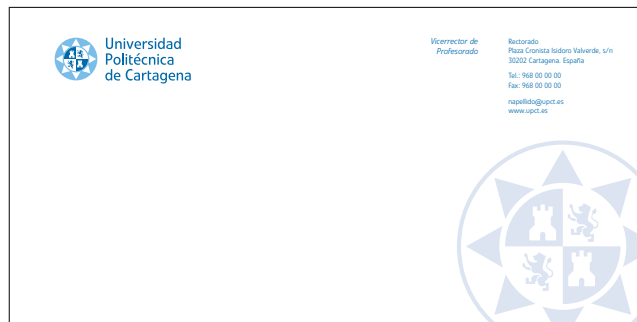 Universidad
Politécnica
de Cartagena
Vicerrector de
Profesorado
Rectorado
Plaza Cronista Isidoro Valverde, s/n
30202 Cartagena. España
Tel.: 968 00 00 00
Fax: 968 00 00 00
napellido@upct.es
www.upct.es